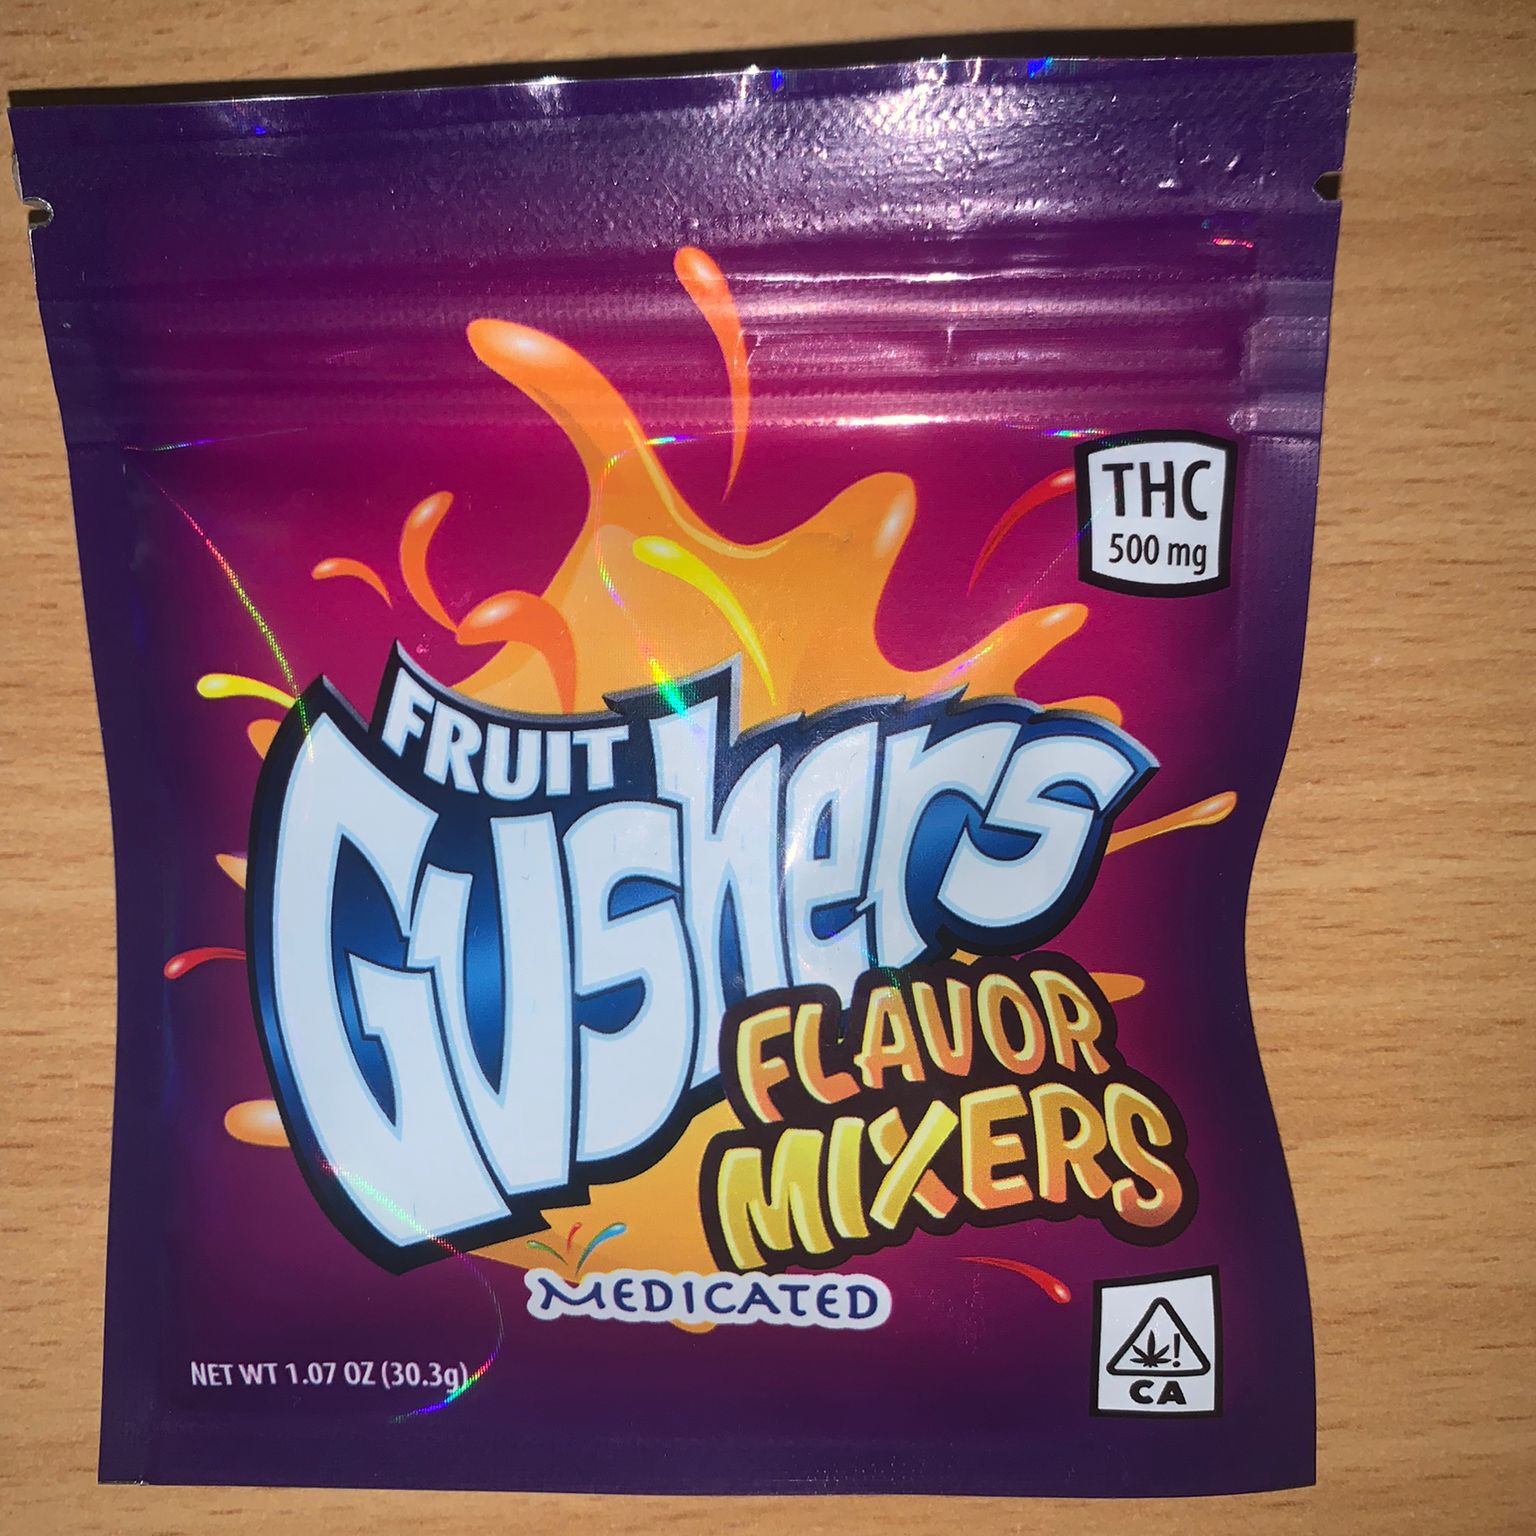 THC
500 mg
FRUIT
GUSHERS
FLAVOR
MIXERS
MEDICATED
NET WT 1.07 OZ (30.3g)
!
CA